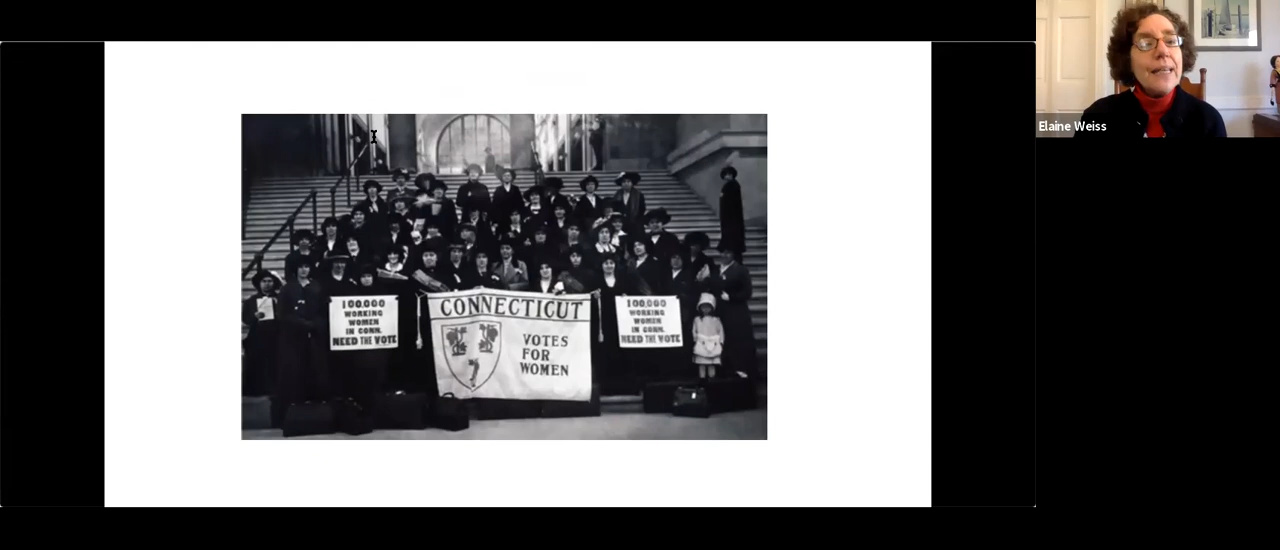 100,000
WORKING
WOMEN
IN CONN.
NEED THE VOTE
CONNECTICUT
VOTES
FOR
WOMEN
100,000
WORKING
WOMEN
IN CONN.
NEED THE VOTE
Elaine Weiss